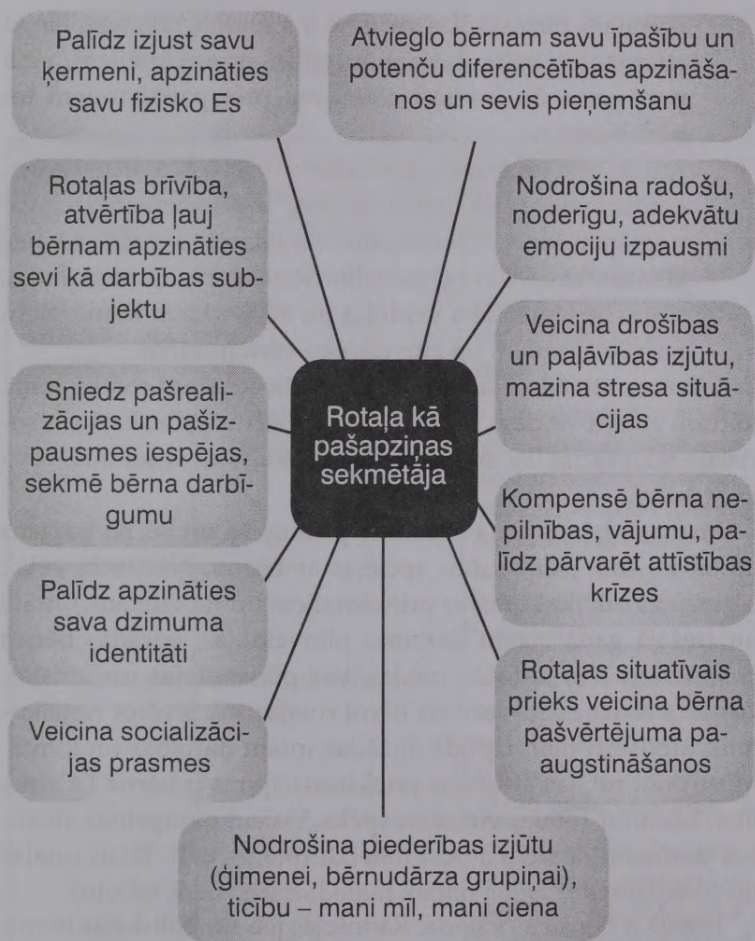 Palīdz izjust savu
ķermeni, apzināties
savu fizisko Es
Atvieglo bērnam savu īpašību un
potenču diferencētības apzināša-
nos un sevis pieņemšanu
Rotaļas brīvība,
atvērtība ļauj
bērnam apzināties
sevi kā darbības sub-
jektu
Nodrošina radošu,
noderīgu, adekvātu
emociju izpausmi
Veicina drošības
un paļāvības izjūtu,
mazina stresa situā-
cijas
Sniedz pašreali-
zācijas un pašiz-
pausmes iespējas,
sekmē bērna darbī-
gumu
Rotaļa kā
pašapziņas
sekmētāja
Kompensē bērna ne-
pilnības, vājumu, pa-
līdz pārvarēt attīstības
krīzes
Palīdz apzināties
sava dzimuma
identitāti
Rotaļas situatīvais
prieks veicina bērna
pašvērtējuma pa-
augstināšanos
Veicina socializāci-
jas prasmes
Nodrošina piederības izjūtu
(ģimenei, bērnudārza grupiņai),
ticību – mani mīl, mani ciena